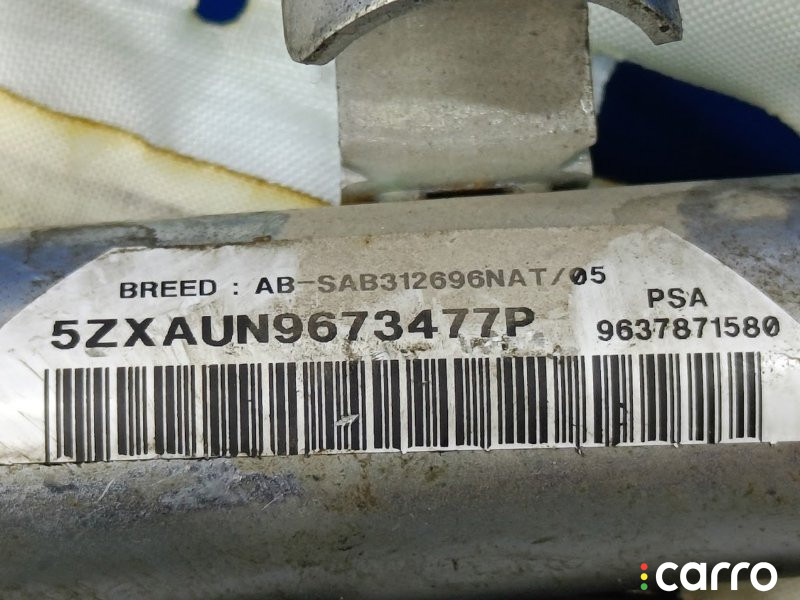 BREED : AB-SAB312696NAT/05
5ZXAUN9673477P
PSA
9637871580
carro